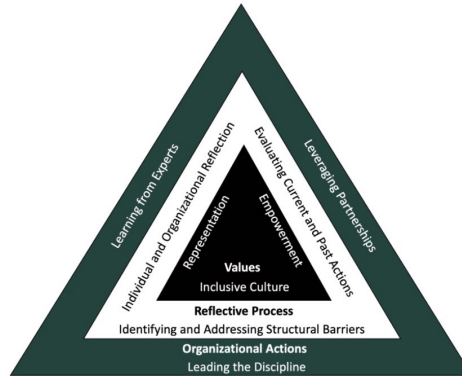 Learning from Experts
Leveraging Partnerships
Individual and Organizational Reflection
Evaluating Current and Past Actions
Representation
Empowerment
Values
Inclusive Culture
Reflective Process
Identifying and Addressing Structural Barriers
Organizational Actions
Leading the Discipline